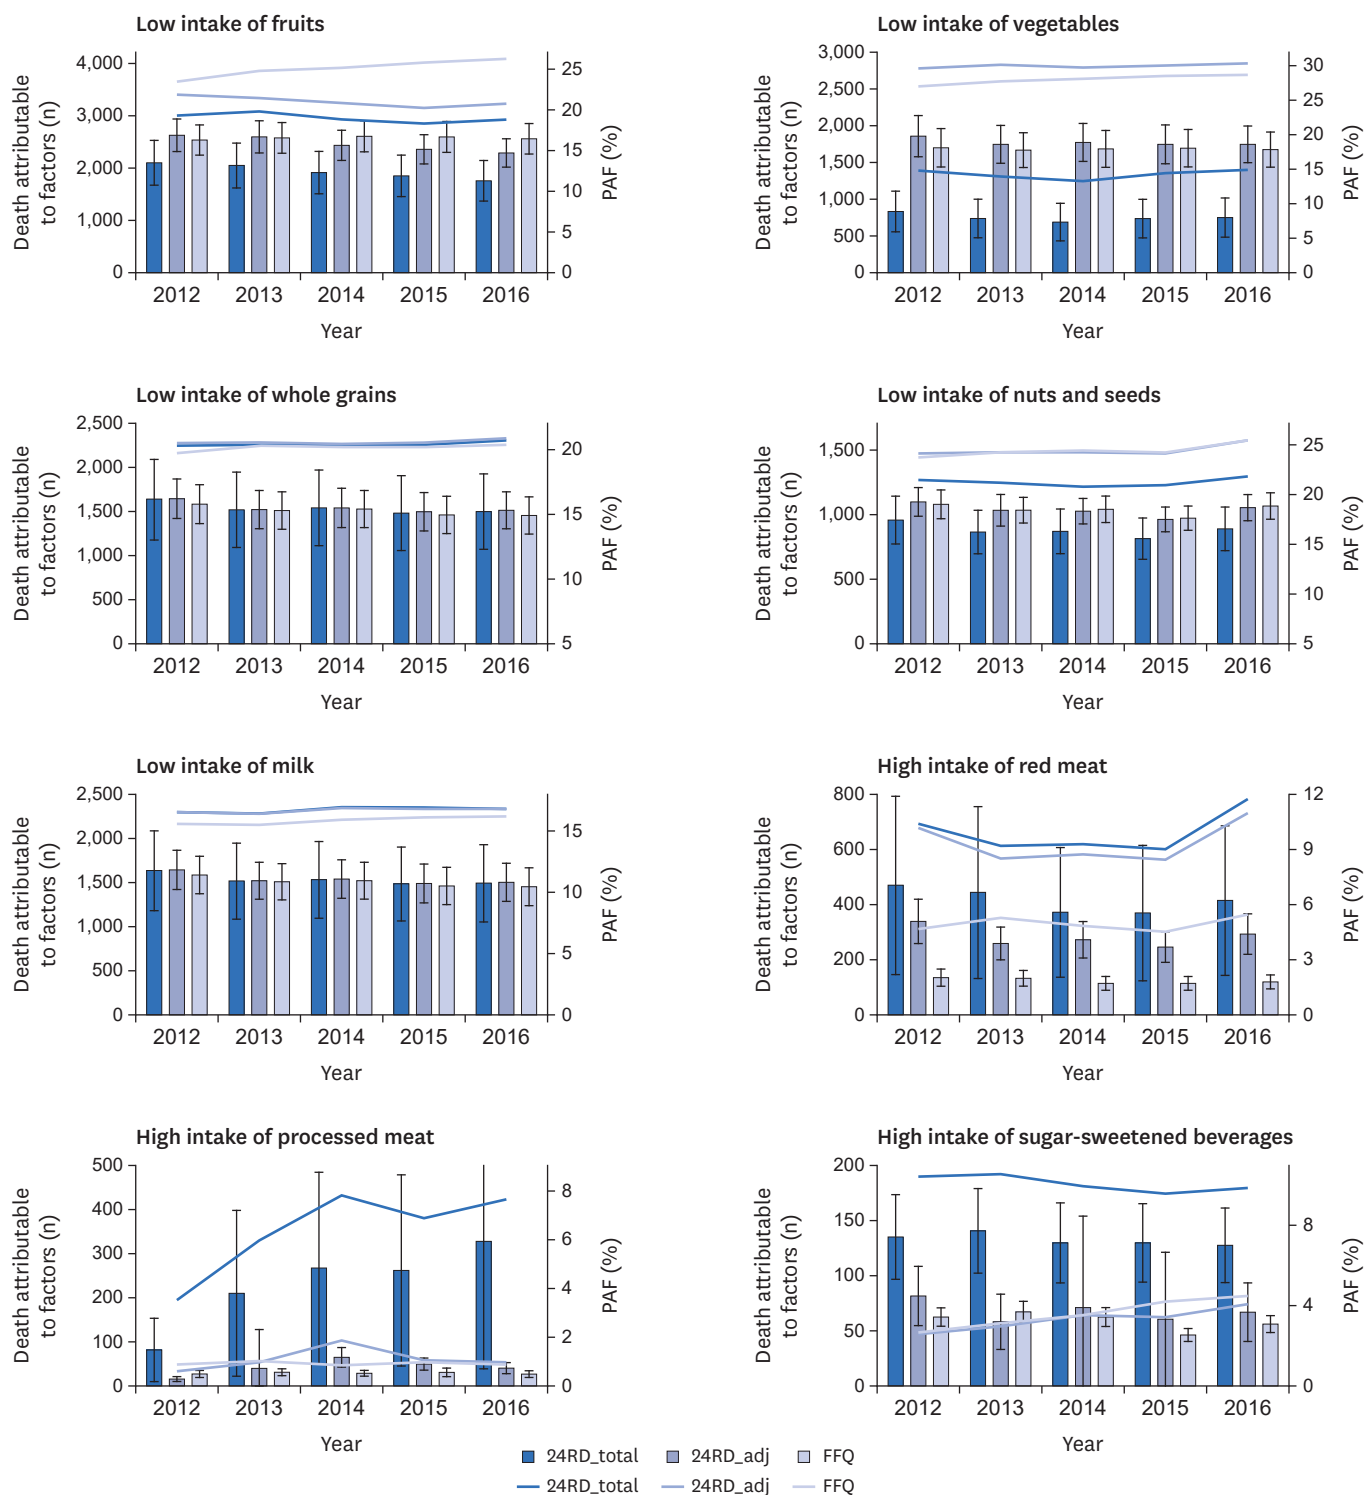 Low intake of fruits
Death attributable
to factors (n)
4,000
3,000
2,000
1,000
0
25
20
15
10
5
0
PAF (%)
2012 2013 2014 2015 2016
Year
Low intake of vegetables
Death attributable
to factors (n)
3,000
2,500
2,000
1,500
1,000
500
0
30
25
20
15
10
5
0
PAF (%)
2012 2013 2014 2015 2016
Year
Low intake of whole grains
Death attributable
to factors (n)
2,500
2,000
1,500
1,000
500
0
20
15
10
5
PAF (%)
2012 2013 2014 2015 2016
Year
Low intake of nuts and seeds
Death attributable
to factors (n)
1,500
1,000
500
0
25
20
15
10
5
PAF (%)
2012 2013 2014 2015 2016
Year
Low intake of milk
Death attributable
to factors (n)
2,500
2,000
1,500
1,000
500
0
15
10
5
0
PAF (%)
2012 2013 2014 2015 2016
Year
High intake of red meat
Death attributable
to factors (n)
800
600
400
200
0
12
9
6
3
0
PAF (%)
2012 2013 2014 2015 2016
Year
High intake of processed meat
Death attributable
to factors (n)
500
400
300
200
100
0
8
6
4
2
0
PAF (%)
2012 2013 2014 2015 2016
Year
High intake of sugar-sweetened beverages
Death attributable
to factors (n)
200
150
100
50
0
8
4
0
PAF (%)
2012 2013 2014 2015 2016
Year
24RD_total 24RD_adj FFQ
24RD_total 24RD_adj FFQ